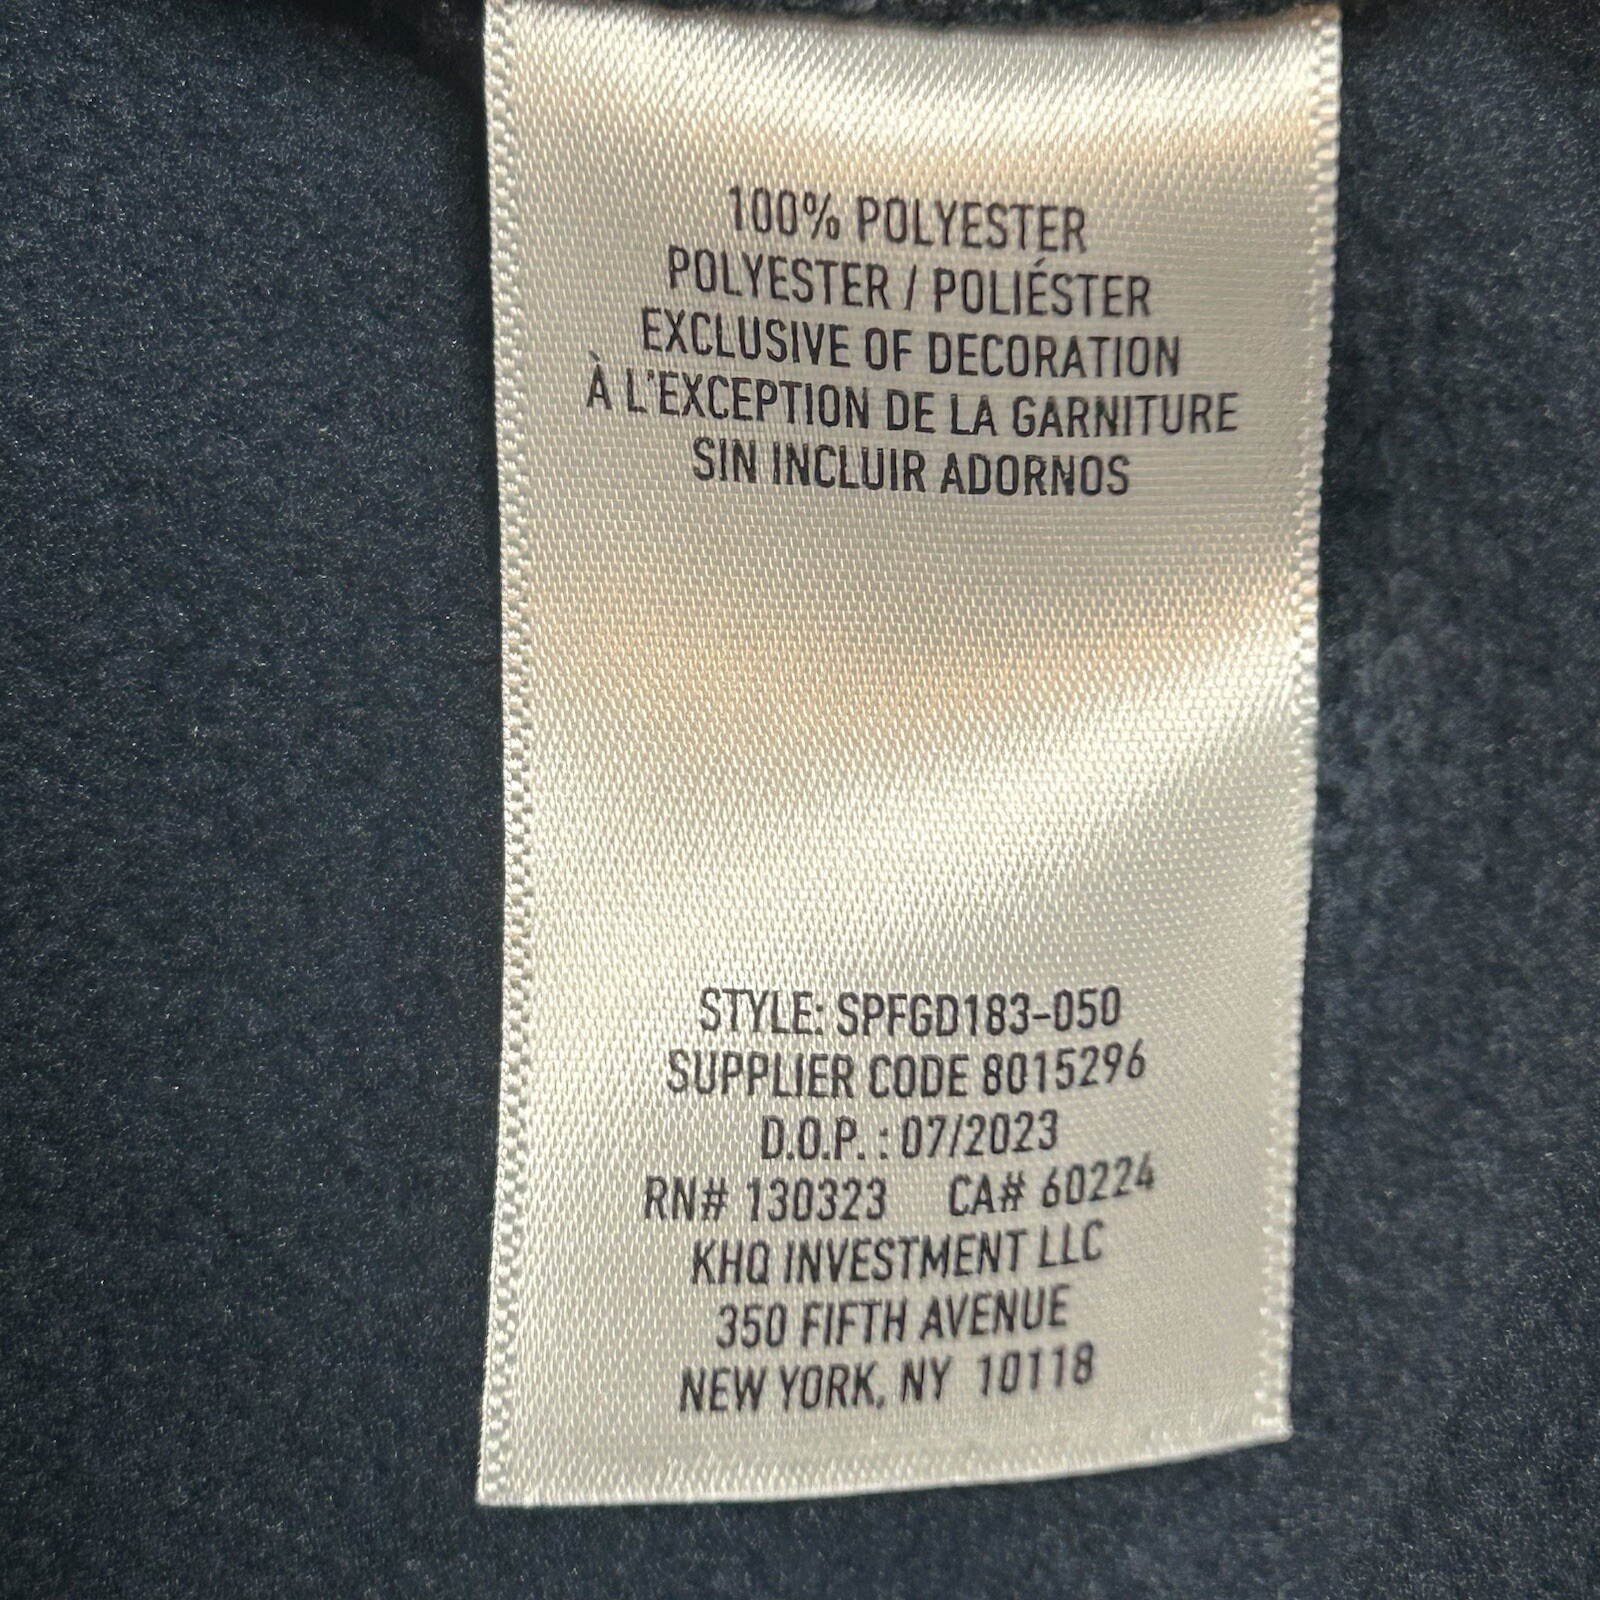 100% POLYESTER
POLYESTER / POLIÉSTER
EXCLUSIVE OF DECORATION
À L'EXCEPTION DE LA GARNITURE
SIN INCLUIR ADORNOS
STYLE: SPFGD183-050
SUPPLIER CODE 8015296
D.O.P. : 07/2023
RN# 130323 CA# 60224
KHQ INVESTMENT LLC
350 FIFTH AVENUE
NEW YORK, NY 10118